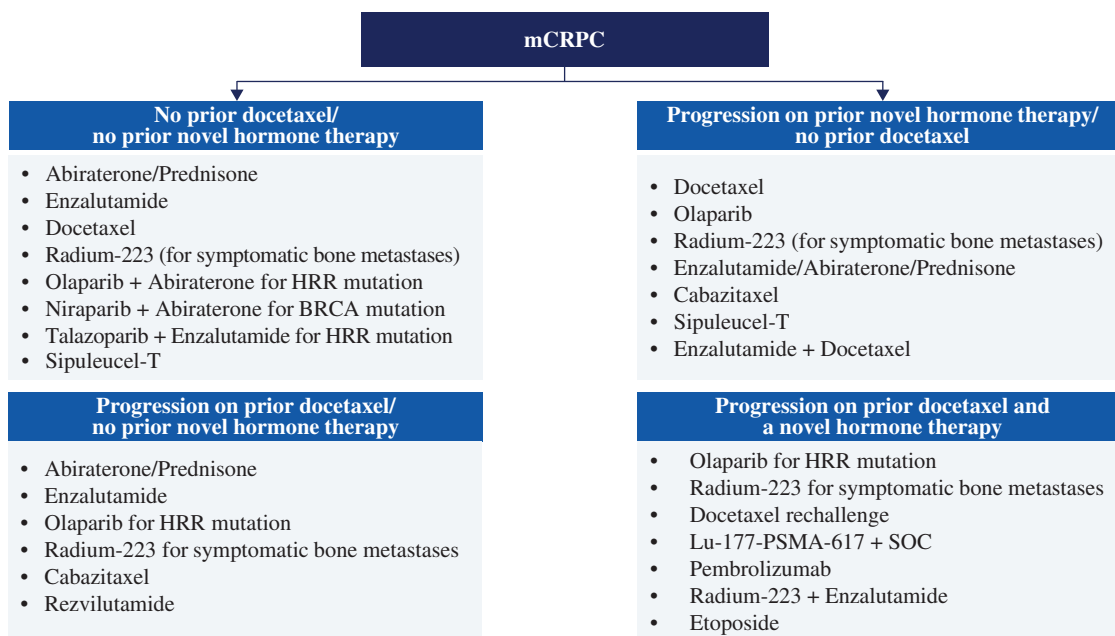 mCRPC
No prior docetaxel/
no prior novel hormone therapy
• Abiraterone/Prednisone
• Enzalutamide
• Docetaxel
• Radium-223 (for symptomatic bone metastases)
• Olaparib + Abiraterone for HRR mutation
• Niraparib + Abiraterone for BRCA mutation
• Talazoparib + Enzalutamide for HRR mutation
• Sipuleucel-T
Progression on prior novel hormone therapy/
no prior docetaxel
• Docetaxel
• Olaparib
• Radium-223 (for symptomatic bone metastases)
• Enzalutamide/Abiraterone/Prednisone
• Cabazitaxel
• Sipuleucel-T
• Enzalutamide + Docetaxel
Progression on prior docetaxel/
no prior novel hormone therapy
• Abiraterone/Prednisone
• Enzalutamide
• Olaparib for HRR mutation
• Radium-223 for symptomatic bone metastases
• Cabazitaxel
• Rezvilutamide
Progression on prior docetaxel and
a novel hormone therapy
• Olaparib for HRR mutation
• Radium-223 for symptomatic bone metastases
• Docetaxel rechallenge
• Lu-177-PSMA-617 + SOC
• Pembrolizumab
• Radium-223 + Enzalutamide
• Etoposide